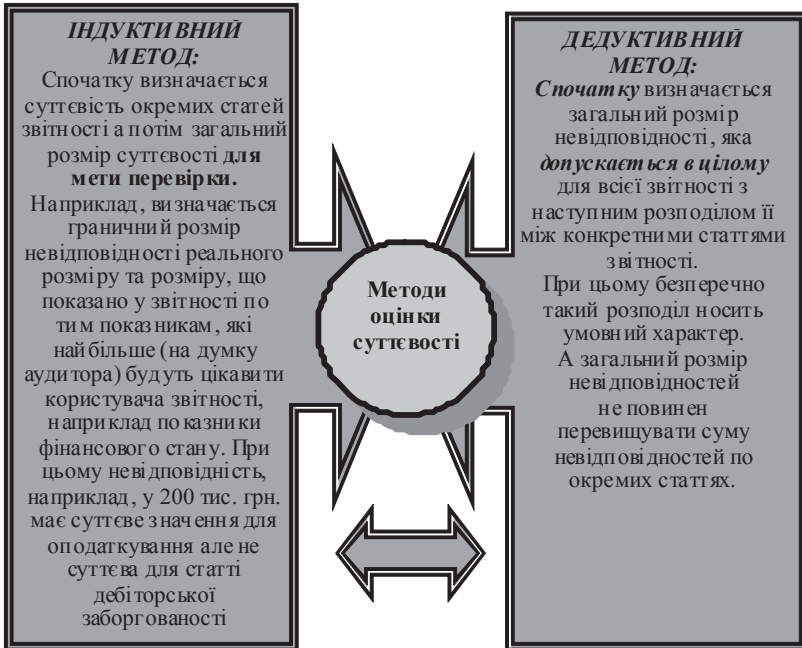 ІНДУКТИВНИЙ
МЕТОД:
Спочатку визначається
суттєвість окремих статей
звітності а потім загальний
розмір суттєвості для
мети перевірки.
Наприклад, визначається
граничний розмір
невідповідності реального
розміру та розміру, що
показано у звітності по
тим показникам, які
найбільше (на думку
аудитора) будуть цікавити
користувача звітності,
наприклад показники
фінансового стану. При
цьому невідповідність,
наприклад, у 200 тис. грн.
має суттєве значення для
оподаткування але не
суттєва для статті
дебіторської
заборгованості
Методи
оцінки
суттєвості
ДЕДУКТИВНИЙ
МЕТОД:
Спочатку визначається
загальний розмір
невідповідності, яка
допускається в цілому
для всієї звітності з
наступним розподілом її
між конкретними статтями
звітності.
При цьому безперечно
такий розподіл носить
умовний характер.
А загальний розмір
невідповідностей
не повинен
перевищувати суму
невідповідностей по
окремих статтях.